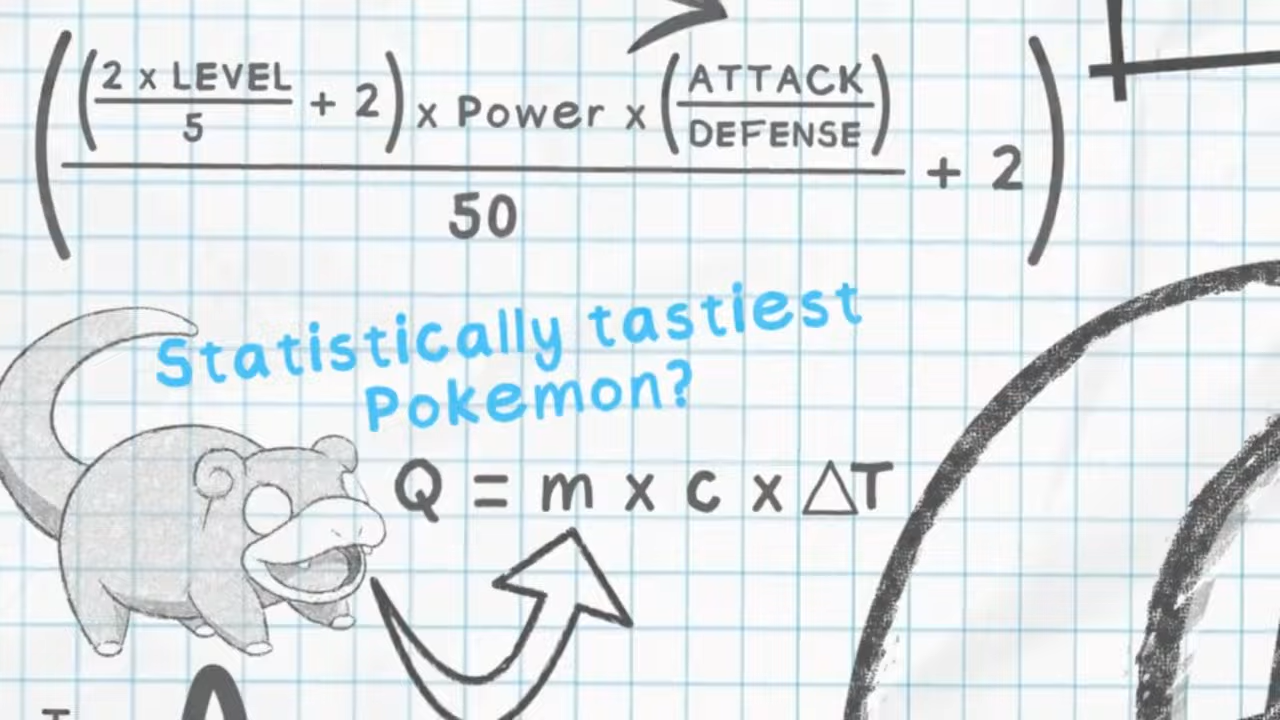 ((2 x LEVEL / 5 + 2) x Power x (ATTACK / DEFENSE) / 50 + 2)
Statistically tastiest
Pokemon?
Q = m x c x △T